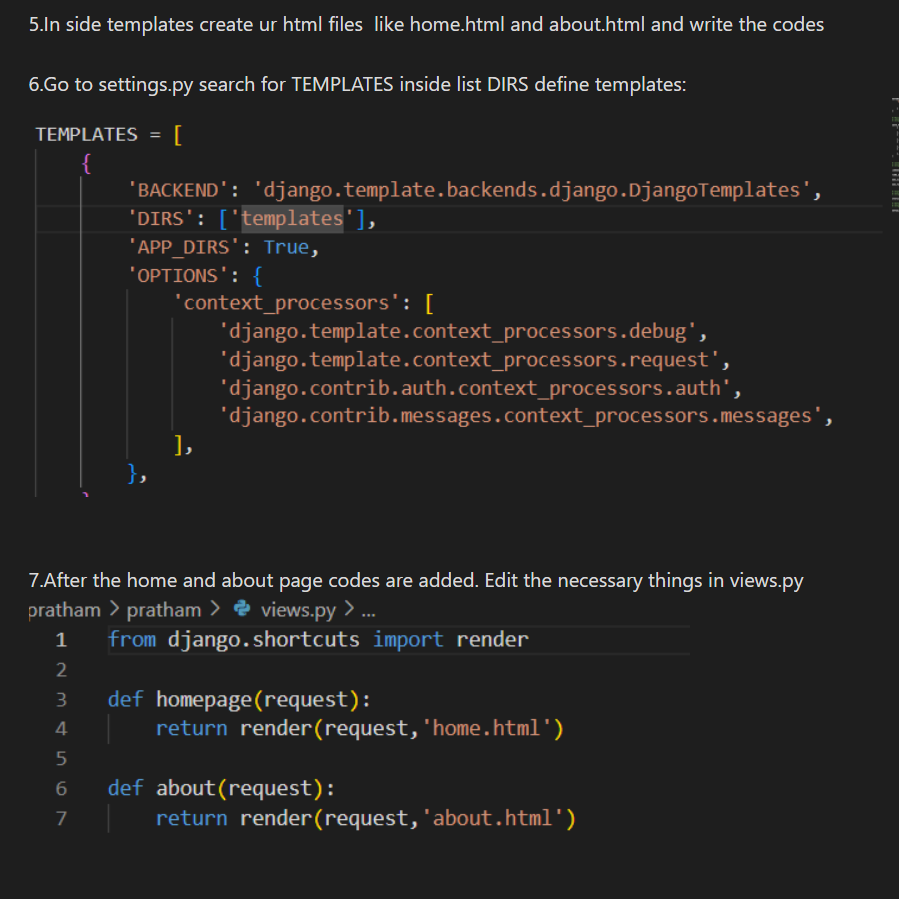 5.In side templates create ur html files  like home.html and about.html and write the codes
6.Go to settings.py search for TEMPLATES inside list DIRS define templates:
TEMPLATES = [
    {
        'BACKEND': 'django.template.backends.django.DjangoTemplates',
        'DIRS': ['templates'],
        'APP_DIRS': True,
        'OPTIONS': {
            'context_processors': [
                'django.template.context_processors.debug',
                'django.template.context_processors.request',
                'django.contrib.auth.context_processors.auth',
                'django.contrib.messages.context_processors.messages',
            ],
        },
7.After the home and about page codes are added. Edit the necessary things in views.py
pratham > pratham > views.py > ...
1 from django.shortcuts import render
2
3 def homepage(request):
4     return render(request,'home.html')
5
6 def about(request):
7     return render(request,'about.html')